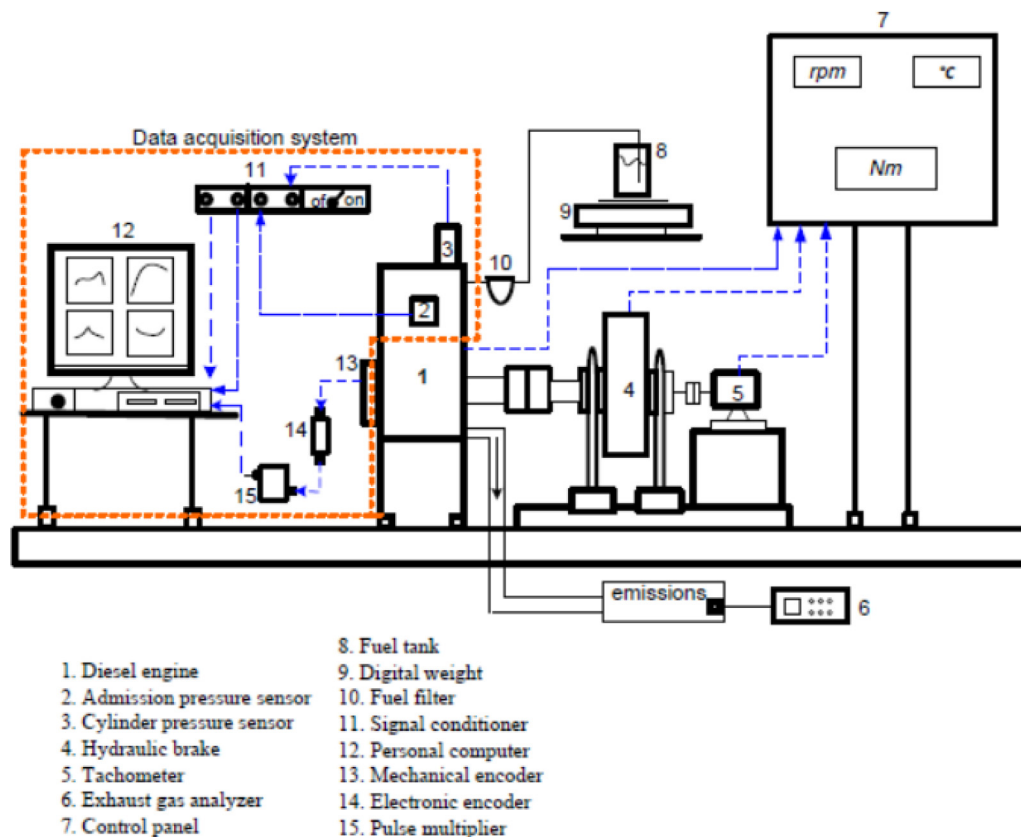 7
rpm
°C
Nm
Data acquisition system
11
of on
8
9
12
3
10
2
13
1
4
5
14
15
emissions
6
1. Diesel engine
2. Admission pressure sensor
3. Cylinder pressure sensor
4. Hydraulic brake
5. Tachometer
6. Exhaust gas analyzer
7. Control panel
8. Fuel tank
9. Digital weight
10. Fuel filter
11. Signal conditioner
12. Personal computer
13. Mechanical encoder
14. Electronic encoder
15. Pulse multiplier